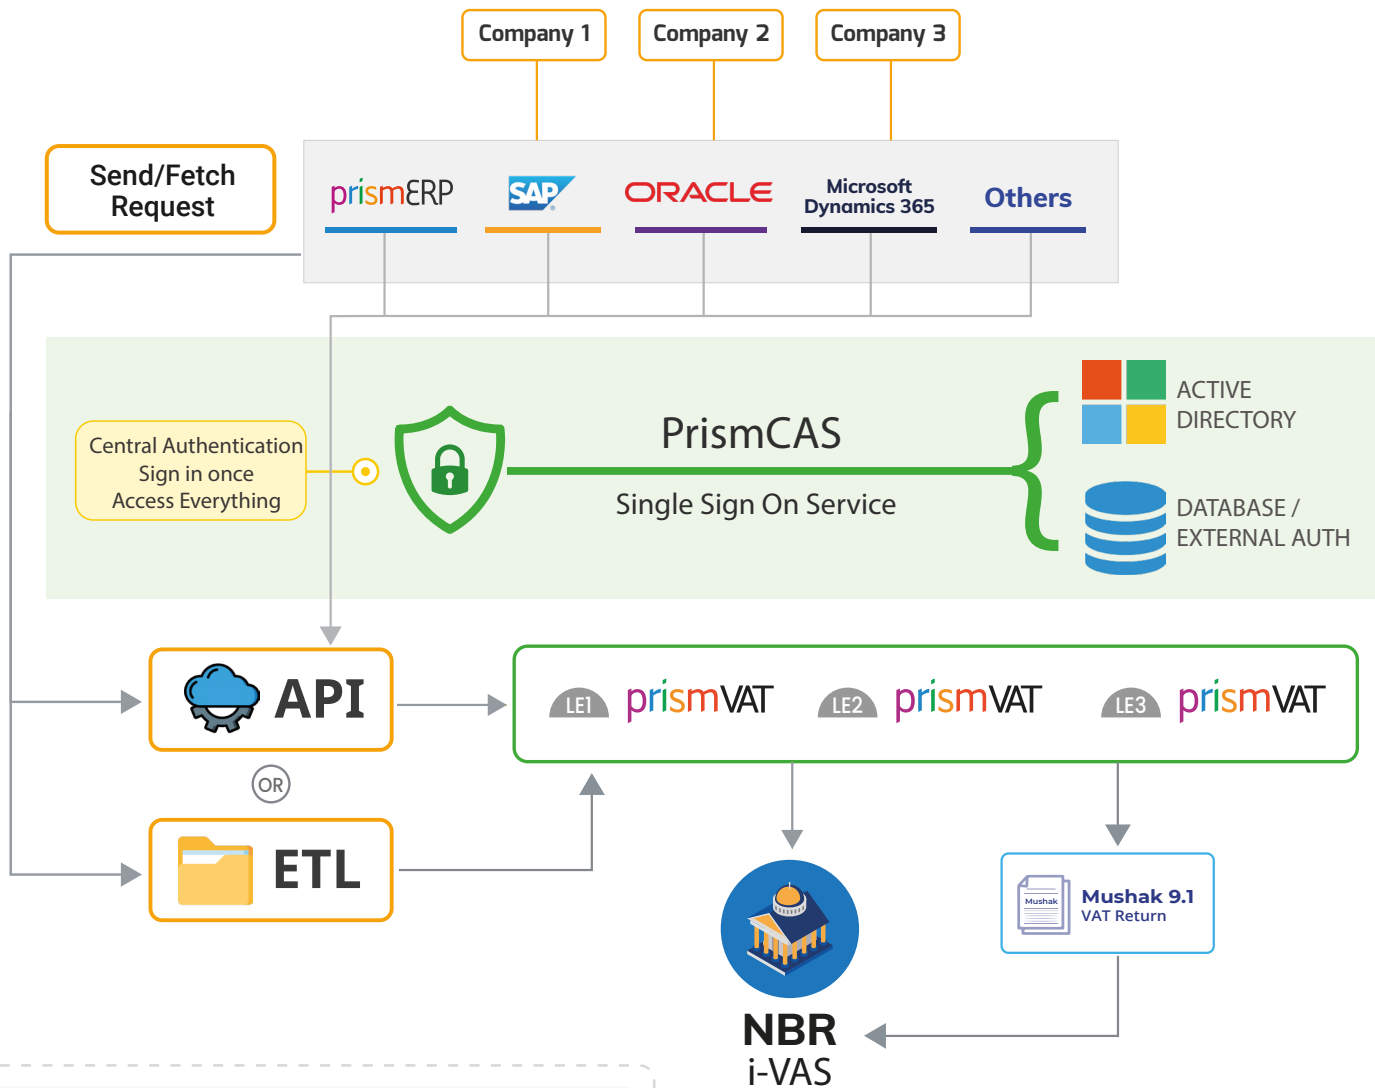 Company 1
Company 2
Company 3
Send/Fetch
Request
prismERP
SAP
ORACLE
Microsoft
Dynamics 365
Others
Central Authentication
Sign in once
Access Everything
PrismCAS
Single Sign On Service
ACTIVE
DIRECTORY
DATABASE /
EXTERNAL AUTH
API
LE1 prismVAT
LE2 prismVAT
LE3 prismVAT
OR
ETL
Mushak
Mushak 9.1
VAT Return
NBR
i-VAS